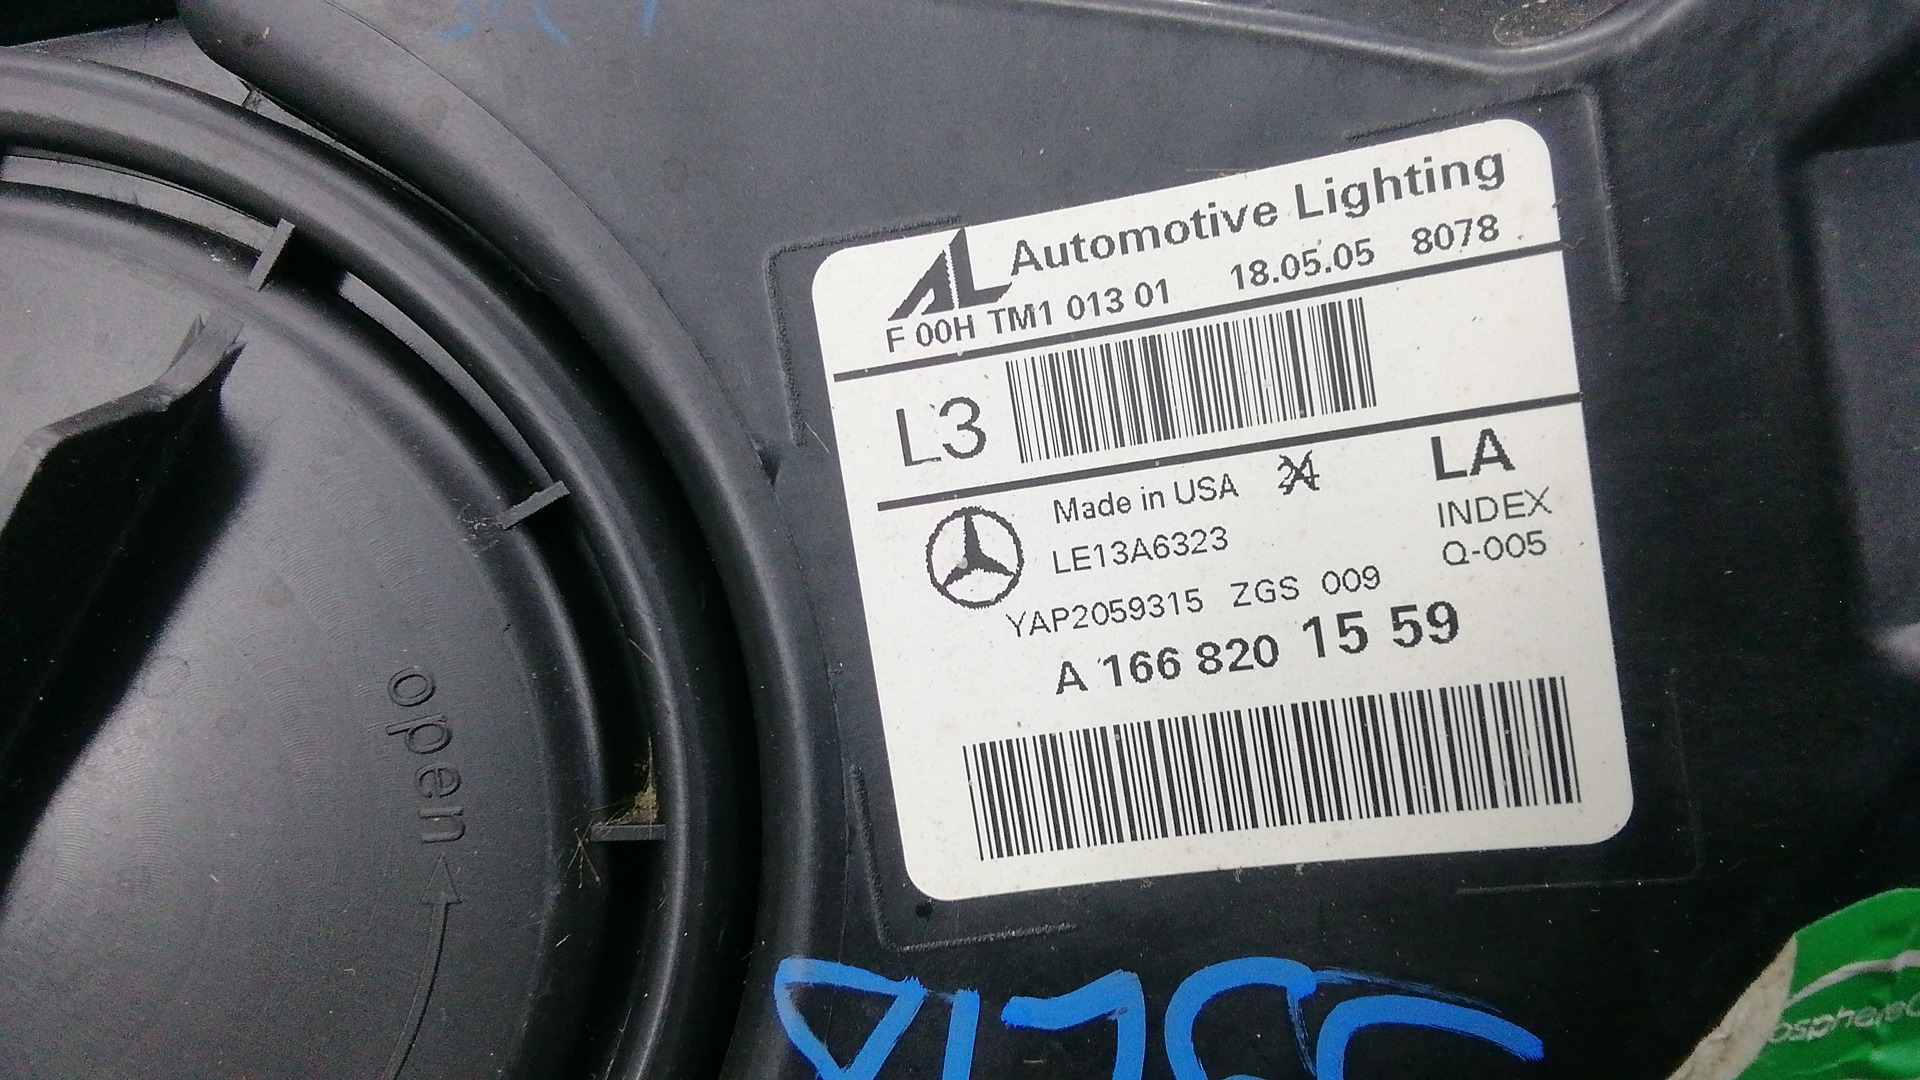 Automotive Lighting
F 00H TM1 013 01 18.05.05 8078
L3
Made in USA
LA
LE13A6323
INDEX
YAP2059315 ZGS 009
Q-005
A 166 820 15 59
open